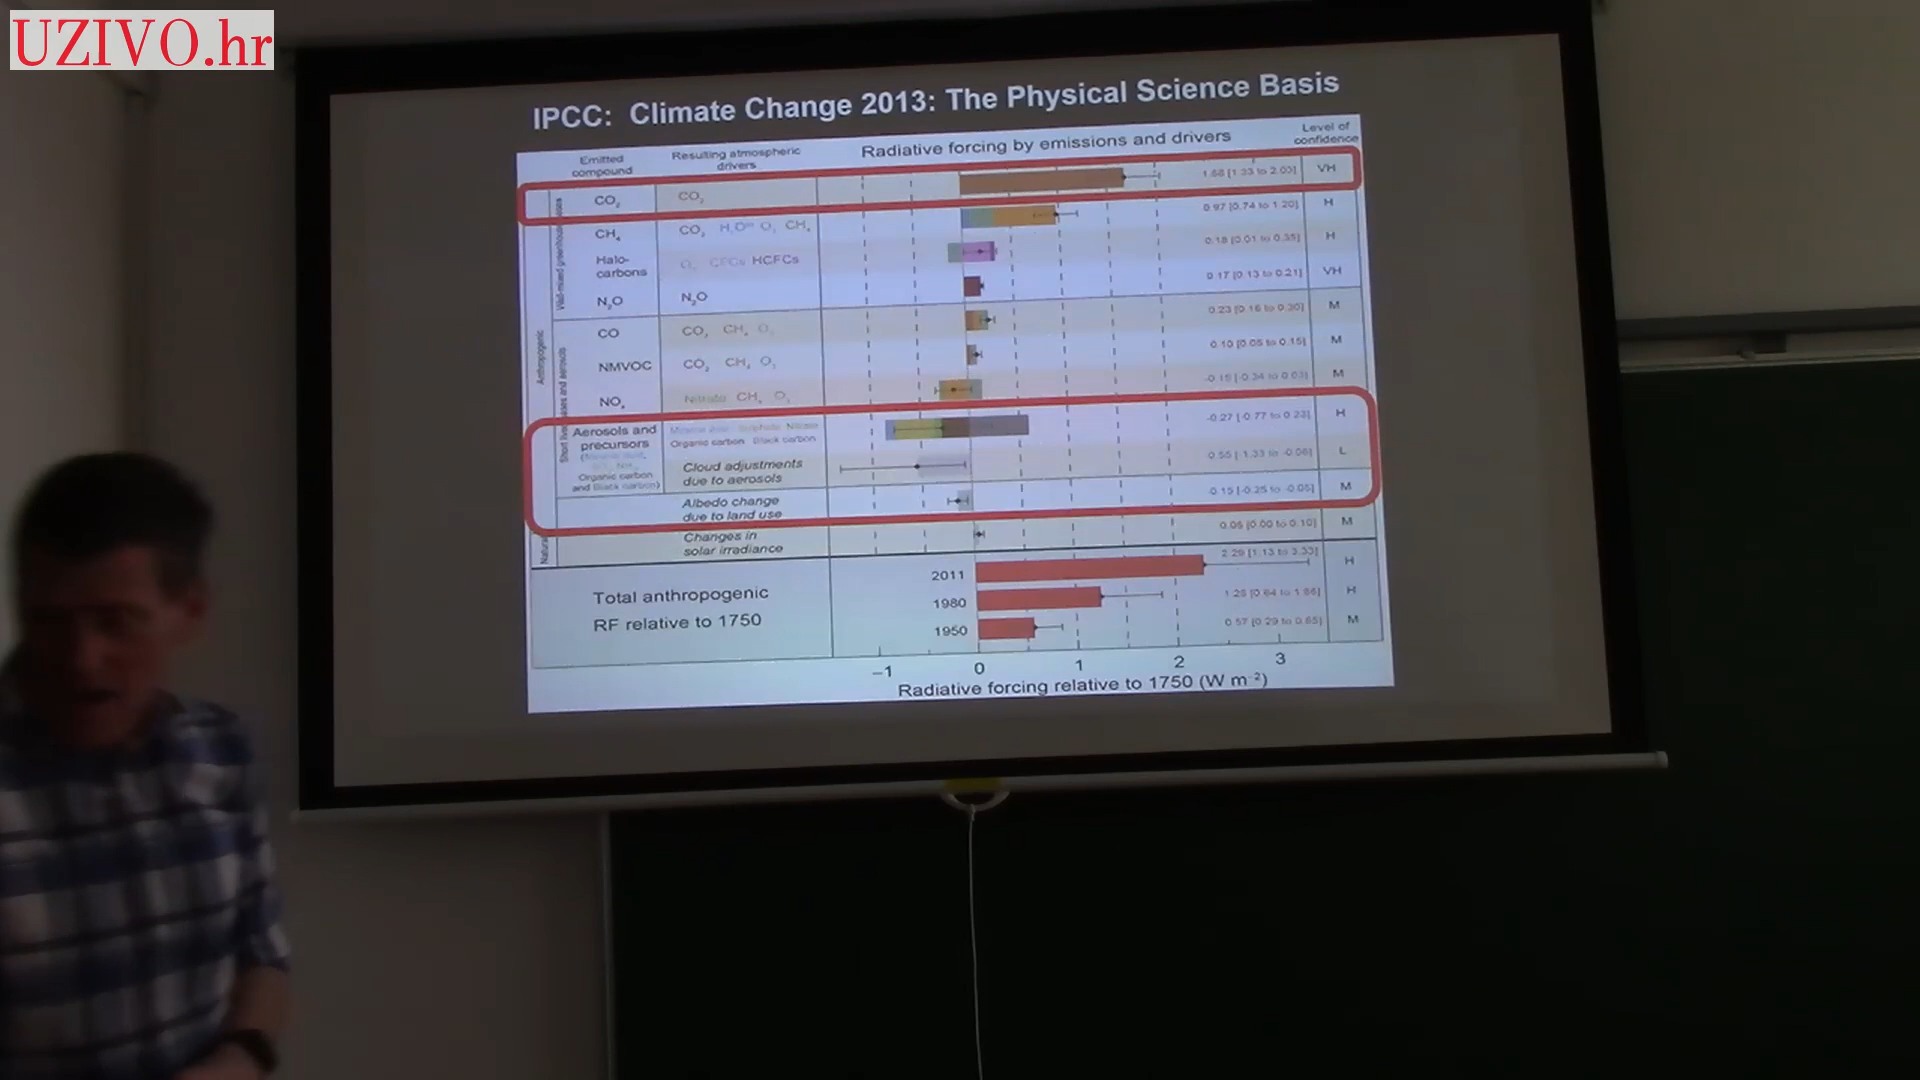 UZIVO.hr
IPCC: Climate Change 2013: The Physical Science Basis
Emitted compound
Resulting atmospheric drivers
Radiative forcing by emissions and drivers
Level of confidence
Anthropogenic
Natural
CO₂ CO₂ 1.68 [1.33 to 2.03] VH
CH₄ CO₂ H₂O O₃ CH₄ 0.97 [0.74 to 1.20] H
Halo-carbons O₃ CFCs HCFCs 0.18 [0.01 to 0.35] H
N₂O N₂O 0.17 [0.13 to 0.21] VH
CO CO₂ CH₄ O₃ 0.23 [0.16 to 0.30] M
NMVOC CO₂ CH₄ O₃ 0.10 [0.05 to 0.15] M
NOₓ Nitrate CH₄ O₃ -0.15 [-0.34 to 0.03] M
Aerosols and precursors
Organic carbon and Black carbon)
Mineral dust Sulphate Nitrate
Organic carbon Black carbon
-0.27 [-0.77 to 0.23] H
Cloud adjustments due to aerosols
-0.55 [-1.33 to -0.06] L
Albedo change due to land use
-0.15 [-0.25 to -0.05] M
Changes in solar irradiance
0.05 [0.00 to 0.10] M
Total anthropogenic
RF relative to 1750
2011 2.29 [1.13 to 3.33] H
1980 1.25 [0.64 to 1.86] H
1950 0.57 [0.29 to 0.85] M
−1 0 1 2 3
Radiative forcing relative to 1750 (W m⁻²)